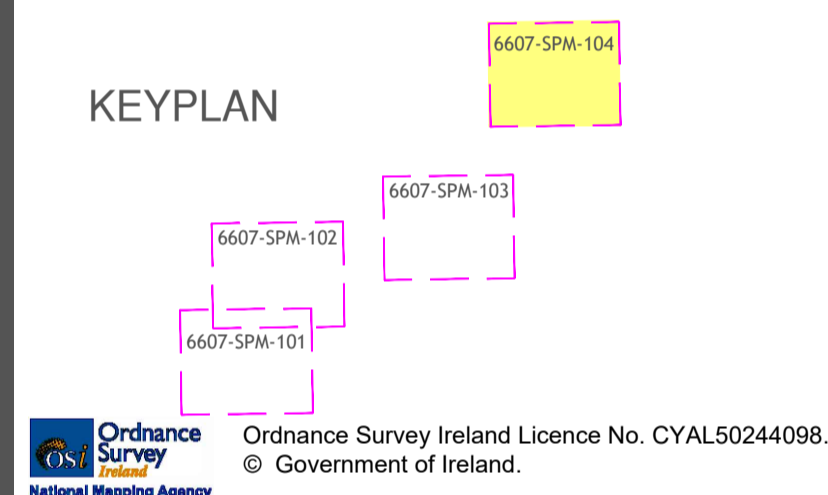 6607-SPM-104
KEYPLAN
6607-SPM-103
6607-SPM-102
6607-SPM-101
osi Ordnance
Survey
Ireland
National Mapping Agency
Ordnance Survey Ireland Licence No. CYAL50244098.
© Government of Ireland.